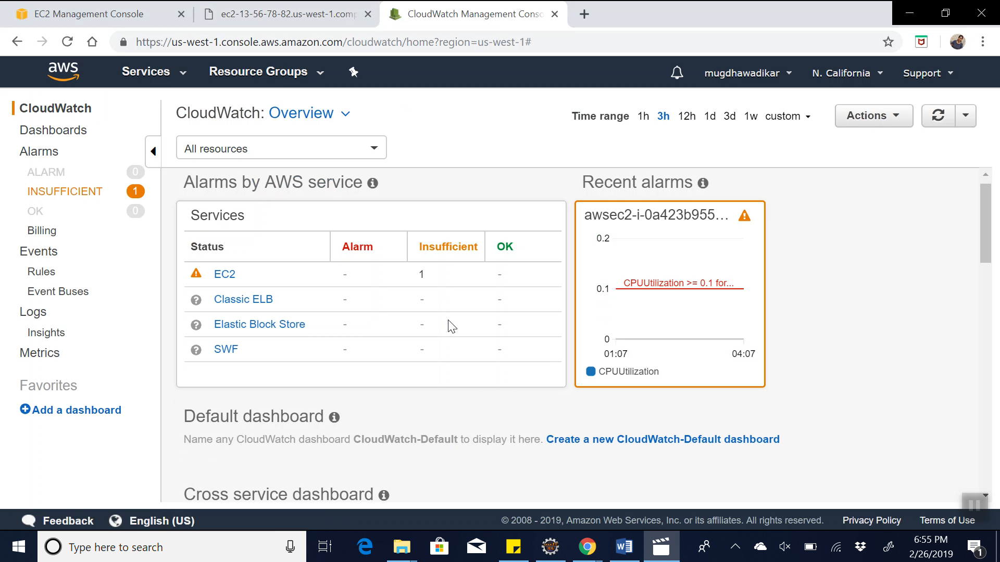 EC2 Management Console
ec2-13-56-78-82.us-west-1.comp
CloudWatch Management Conso
https://us-west-1.console.aws.amazon.com/cloudwatch/home?region=us-west-1#
aws
Services
Resource Groups
mugdhawadikar
N. California
Support
CloudWatch
Dashboards
Alarms
ALARM 0
INSUFFICIENT 1
OK 0
Billing
Events
Rules
Event Buses
Logs
Insights
Metrics
Favorites
Add a dashboard
CloudWatch: Overview
Time range 1h 3h 12h 1d 3d 1w custom
Actions
All resources
Alarms by AWS service
Services
Status Alarm Insufficient OK
EC2 - 1 -
Classic ELB - - -
Elastic Block Store - - -
SWF - - -
Recent alarms
awsec2-i-0a423b955...
0.2
CPUUtilization >= 0.1 for...
0.1
0
01:07 04:07
CPUUtilization
Default dashboard
Name any CloudWatch dashboard CloudWatch-Default to display it here. Create a new CloudWatch-Default dashboard
Cross service dashboard
Feedback
English (US)
© 2008 - 2019, Amazon Web Services, Inc. or its affiliates. All rights reserved.
Privacy Policy
Terms of Use
Type here to search
Java EE
IDE
6:55 PM
2/26/2019
1